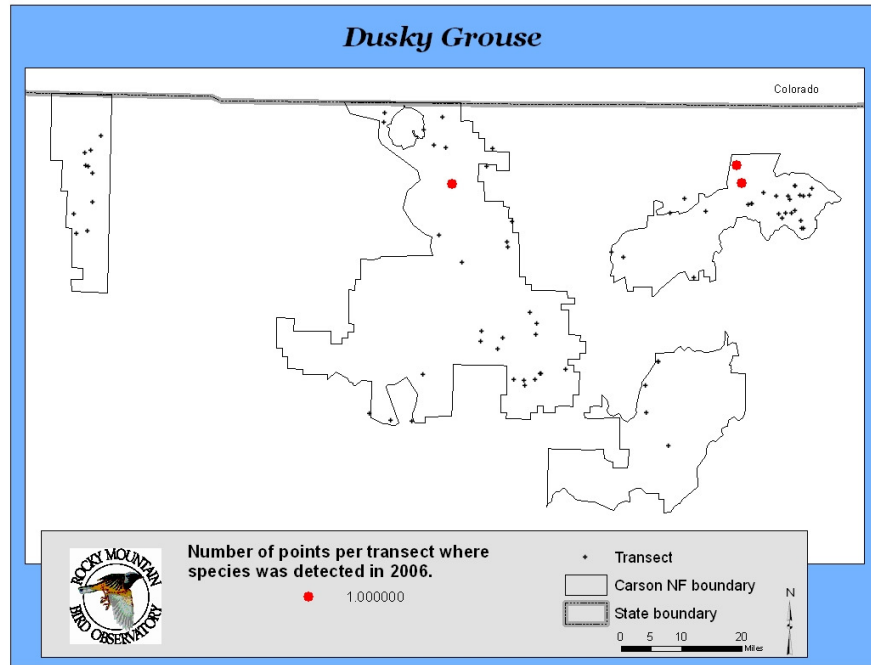 Dusky Grouse
Colorado
ROCKY MOUNTAIN
BIRD OBSERVATORY
Number of points per transect where
species was detected in 2006.
1.000000
Transect
Carson NF boundary
State boundary
N
0 5 10 20
Miles